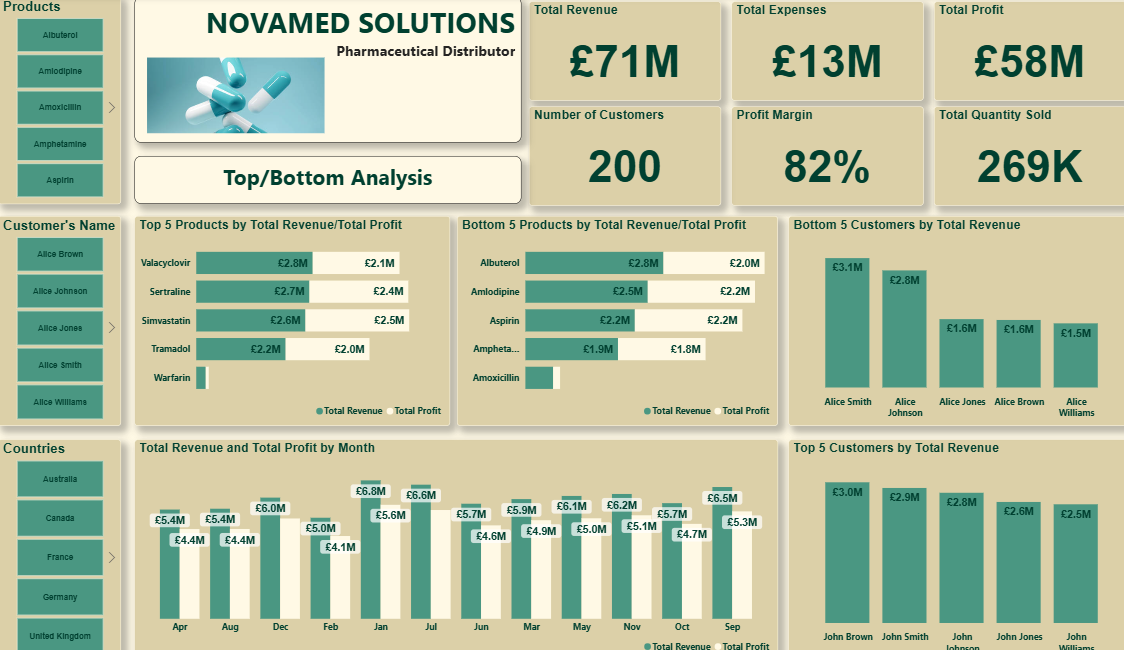 Products
Albuterol
Amlodipine
Amoxicillin
Amphetamine
Aspirin
NOVAMED SOLUTIONS
Pharmaceutical Distributor
Top/Bottom Analysis
Total Revenue
£71M
Total Expenses
£13M
Total Profit
£58M
Number of Customers
200
Profit Margin
82%
Total Quantity Sold
269K
Customer's Name
Alice Brown
Alice Johnson
Alice Jones
Alice Smith
Alice Williams
Top 5 Products by Total Revenue/Total Profit
Valacyclovir £2.8M £2.1M
Sertraline £2.7M £2.4M
Simvastatin £2.6M £2.5M
Tramadol £2.2M £2.0M
Warfarin
Total Revenue Total Profit
Bottom 5 Products by Total Revenue/Total Profit
Albuterol £2.8M £2.0M
Amlodipine £2.5M £2.2M
Aspirin £2.2M £2.2M
Ampheta... £1.9M £1.8M
Amoxicillin
Total Revenue Total Profit
Bottom 5 Customers by Total Revenue
£3.1M £2.8M £1.6M £1.6M £1.5M
Alice Smith Alice Alice Jones Alice Brown Alice
Johnson Williams
Countries
Australia
Canada
France
Germany
United Kingdom
Total Revenue and Total Profit by Month
£5.4M £5.4M £6.0M £5.0M £6.8M £6.6M £5.7M £5.9M £6.1M £6.2M £5.7M £6.5M
£4.4M £4.4M £4.1M £5.6M £4.6M £4.9M £5.0M £5.1M £4.7M £5.3M
Apr Aug Dec Feb Jan Jul Jun Mar May Nov Oct Sep
Total Revenue Total Profit
Top 5 Customers by Total Revenue
£3.0M £2.9M £2.8M £2.6M £2.5M
John Brown John Smith John John Jones John
Johnson Williams